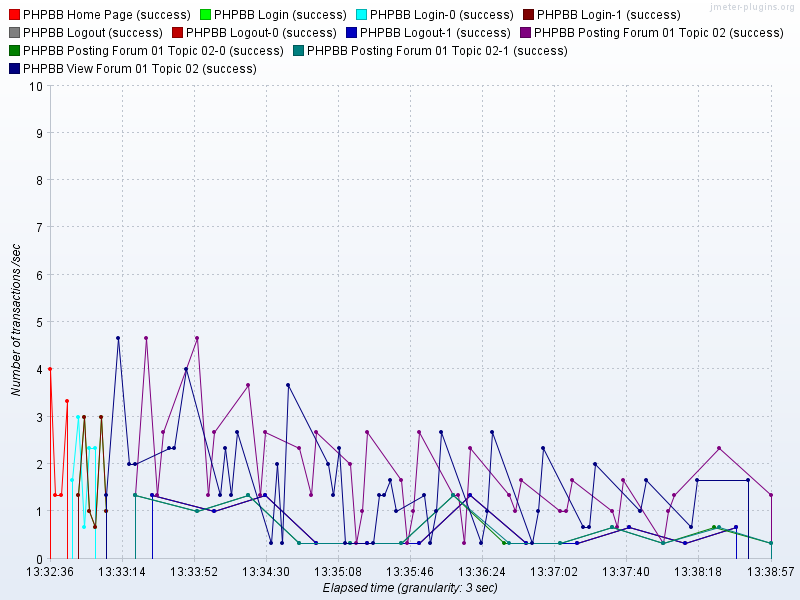 jmeter-plugins.org
PHPBB Home Page (success) PHPBB Login (success) PHPBB Login-0 (success) PHPBB Login-1 (success)
PHPBB Logout (success) PHPBB Logout-0 (success) PHPBB Logout-1 (success) PHPBB Posting Forum 01 Topic 02 (success)
PHPBB Posting Forum 01 Topic 02-0 (success) PHPBB Posting Forum 01 Topic 02-1 (success)
PHPBB View Forum 01 Topic 02 (success)
Number of transactions /sec
10
9
8
7
6
5
4
3
2
1
0
13:32:36 13:33:14 13:33:52 13:34:30 13:35:08 13:35:46 13:36:24 13:37:02 13:37:40 13:38:18 13:38:57
Elapsed time (granularity: 3 sec)